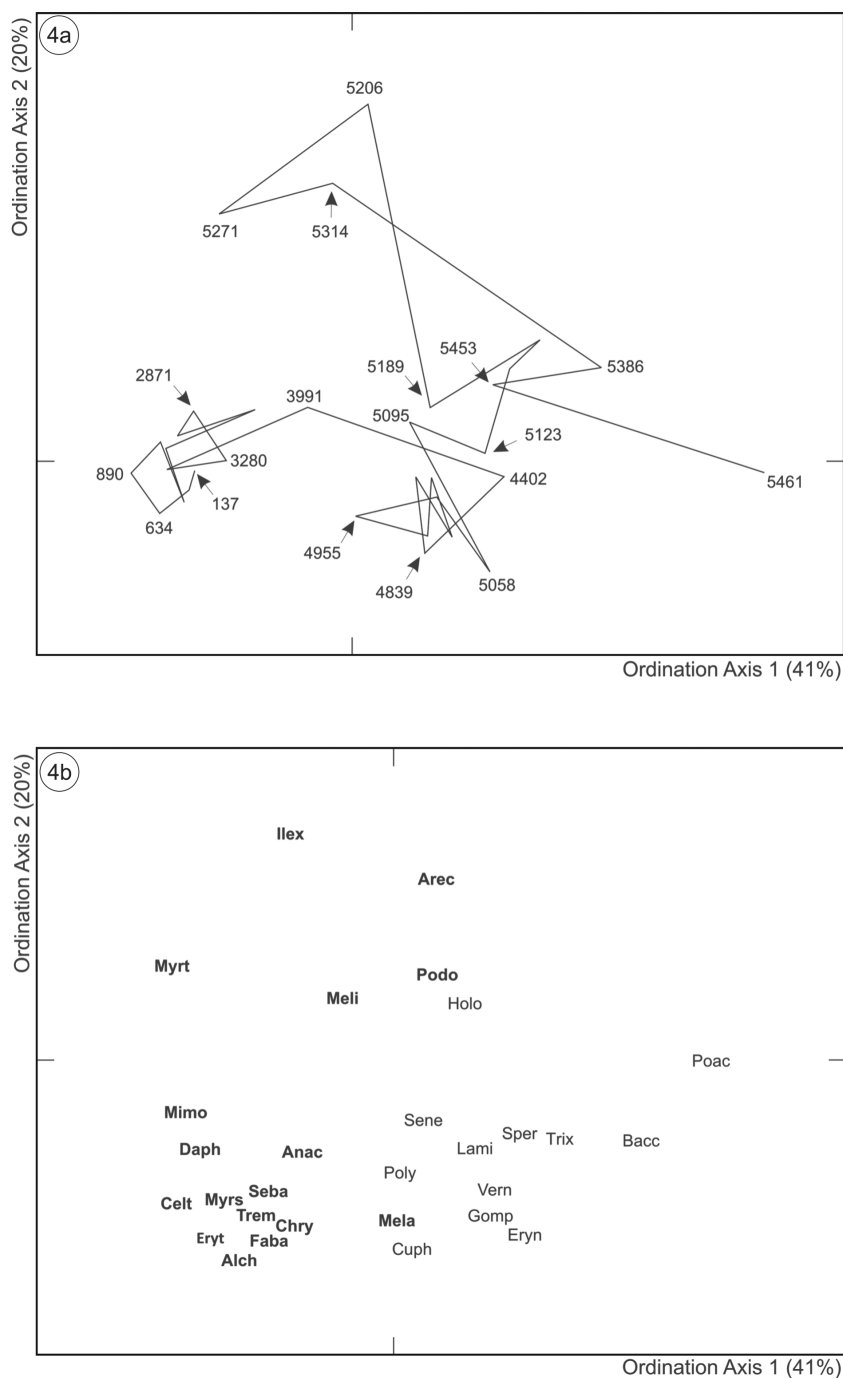 4a
Ordination Axis 2 (20%)
5206
5271
5314
5189
5453
5386
2871
3991
5095
5123
890
3280
4402
5461
137
634
4955
4839
5058
Ordination Axis 1 (41%)
4b
Ordination Axis 2 (20%)
Ilex
Arec
Myrt
Podo
Meli
Holo
Poac
Mimo
Sene
Sper
Trix
Bacc
Daph
Anac
Lami
Poly
Celt
Myrs
Seba
Vern
Trem
Chry
Mela
Gomp
Eryt
Faba
Cuph
Eryn
Alch
Ordination Axis 1 (41%)